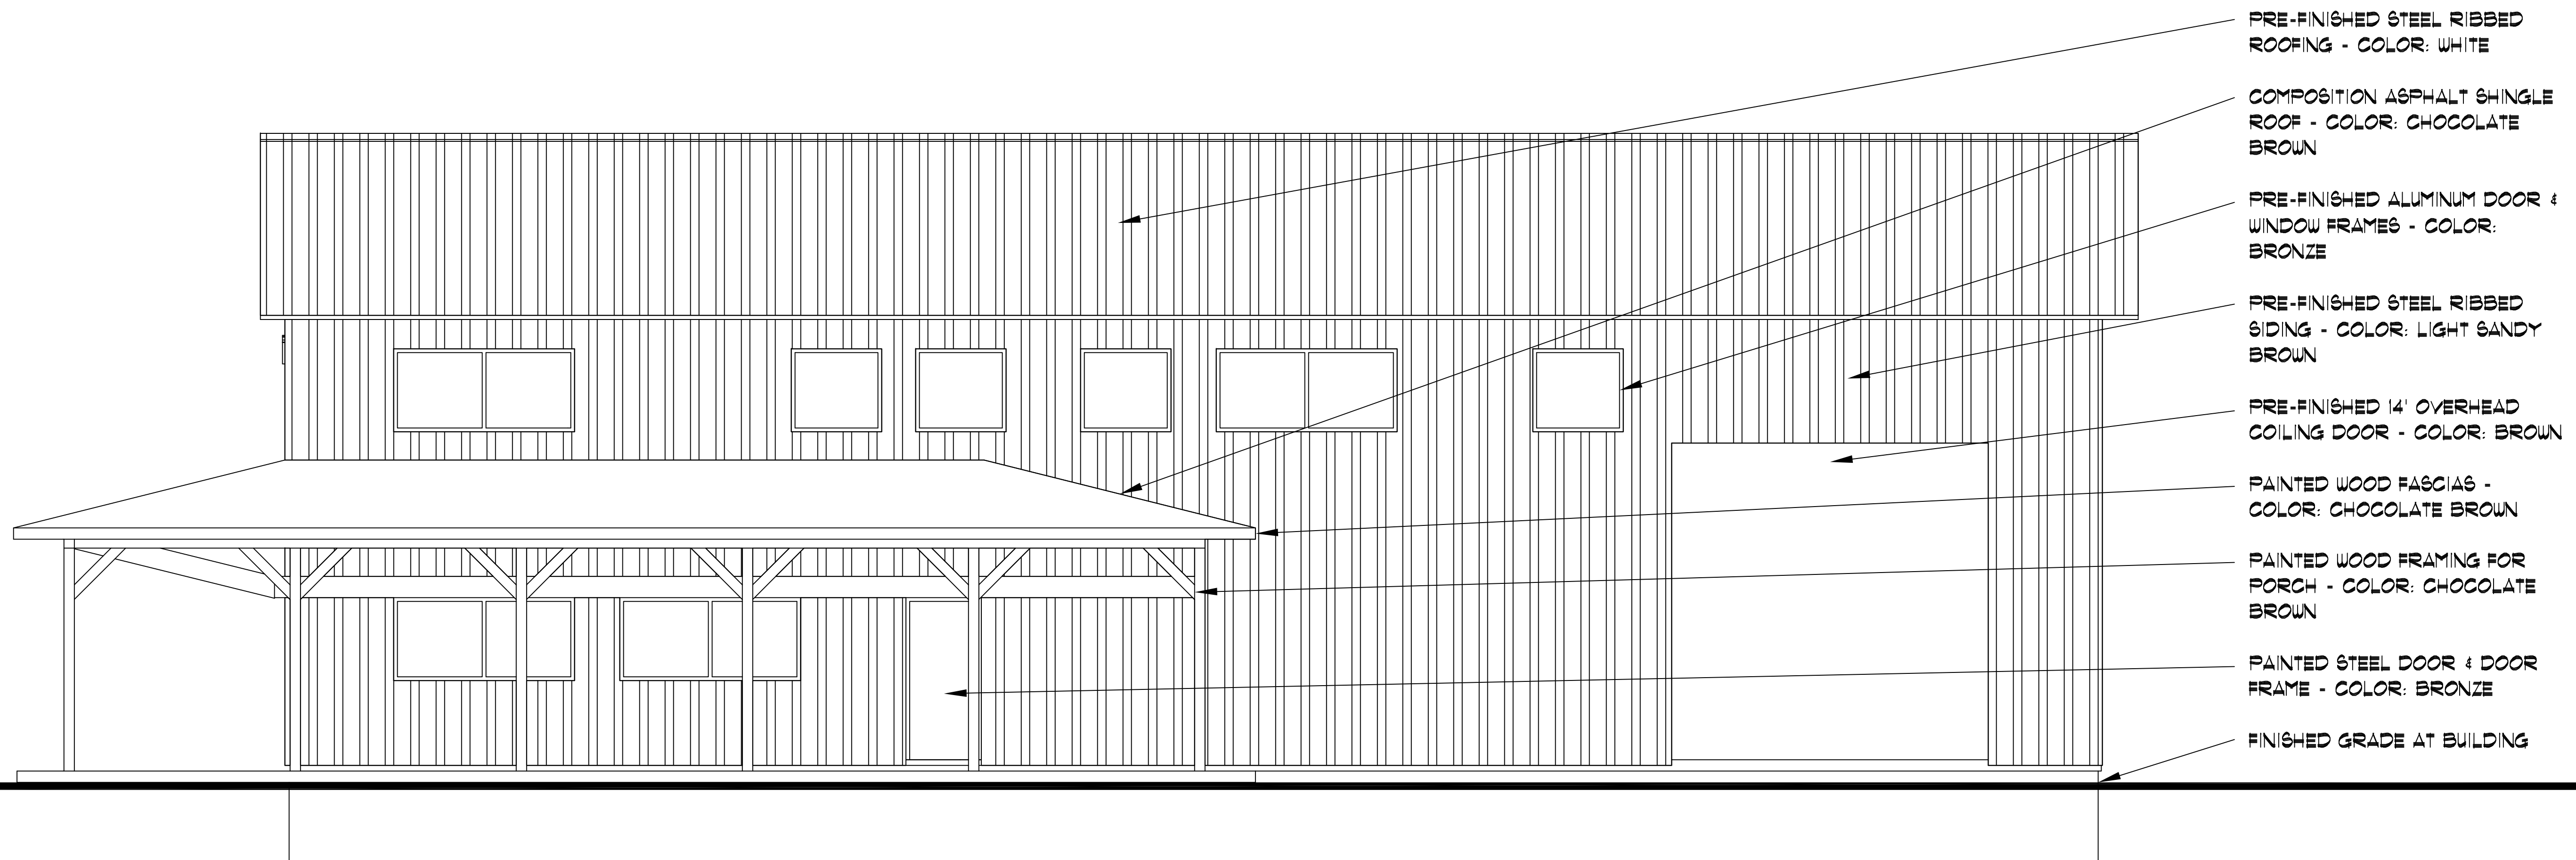 PRE-FINISHED STEEL RIBBED
ROOFING - COLOR: WHITE
COMPOSITION ASPHALT SHINGLE
ROOF - COLOR: CHOCOLATE
BROWN
PRE-FINISHED ALUMINUM DOOR &
WINDOW FRAMES - COLOR:
BRONZE
PRE-FINISHED STEEL RIBBED
SIDING - COLOR: LIGHT SANDY
BROWN
PRE-FINISHED 14' OVERHEAD
COILING DOOR - COLOR: BROWN
PAINTED WOOD FASCIAS -
COLOR: CHOCOLATE BROWN
PAINTED WOOD FRAMING FOR
PORCH - COLOR: CHOCOLATE
BROWN
PAINTED STEEL DOOR & DOOR
FRAME - COLOR: BRONZE
FINISHED GRADE AT BUILDING